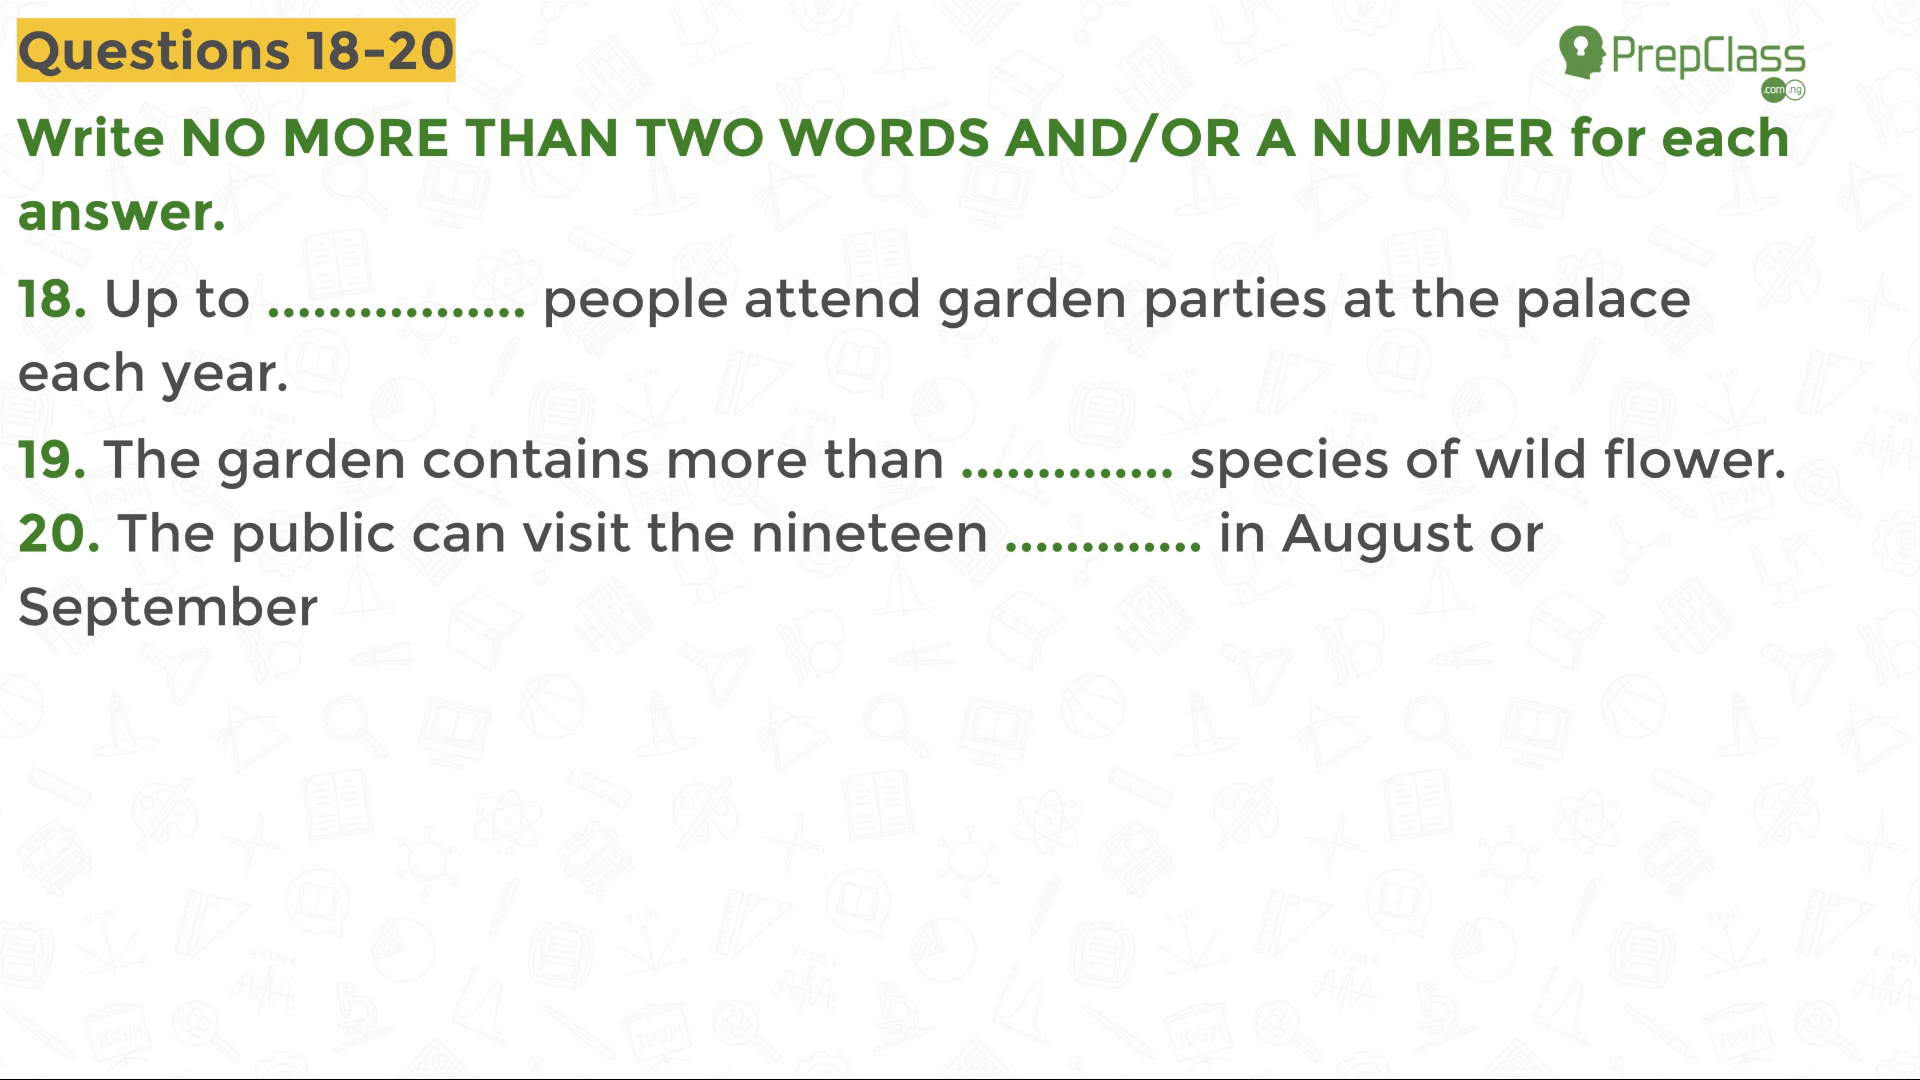 Questions 18-20
PrepClass
.com .ng
Write NO MORE THAN TWO WORDS AND/OR A NUMBER for each
answer.
18. Up to ................. people attend garden parties at the palace
each year.
19. The garden contains more than .............. species of wild flower.
20. The public can visit the nineteen ............. in August or
September